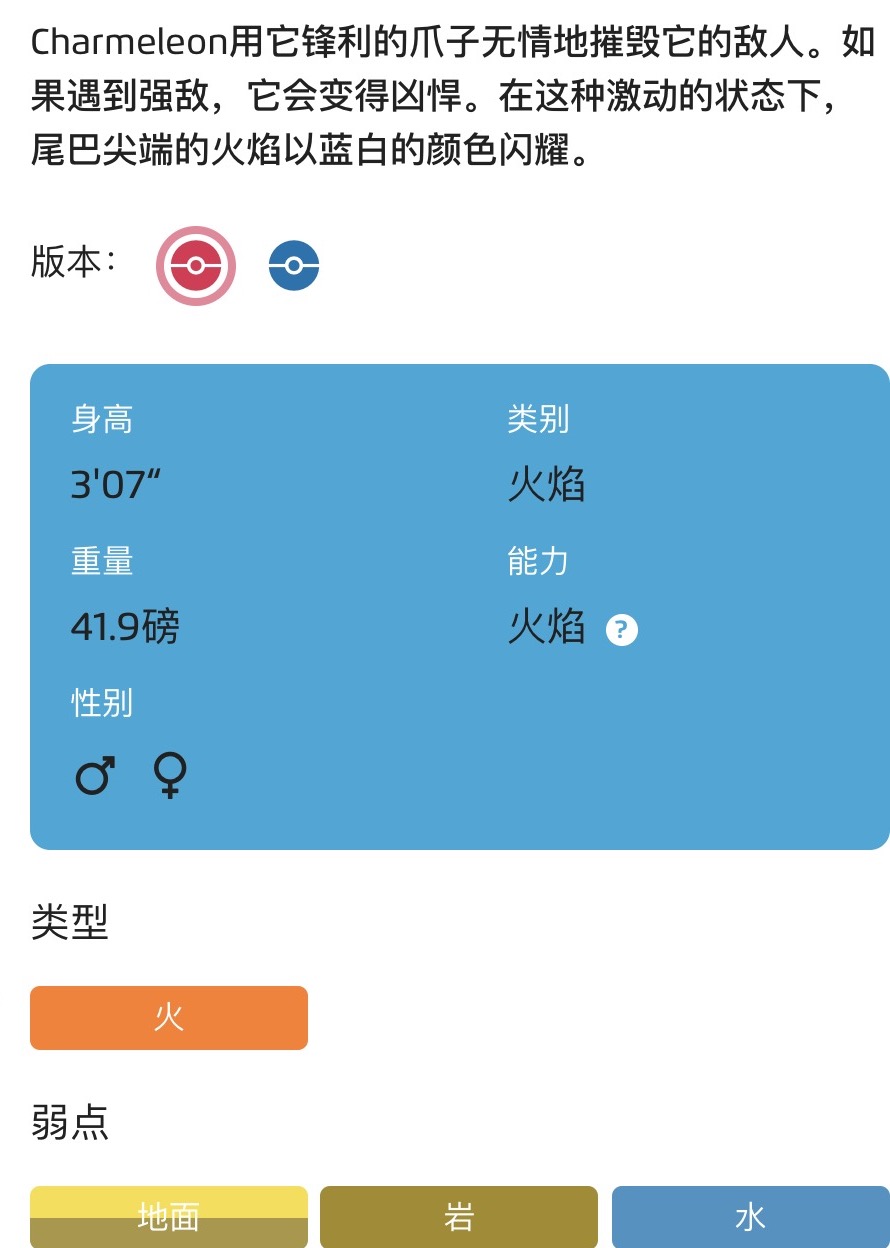 Charmeleon用它锋利的爪子无情地摧毁它的敌人。如
果遇到强敌，它会变得凶悍。在这种激动的状态下，
尾巴尖端的火焰以蓝白的颜色闪耀。
版本：
身高 类别
3'07“ 火焰
重量 能力
41.9磅 火焰 ?
性别
♂ ♀
类型
火
弱点
地面 岩 水